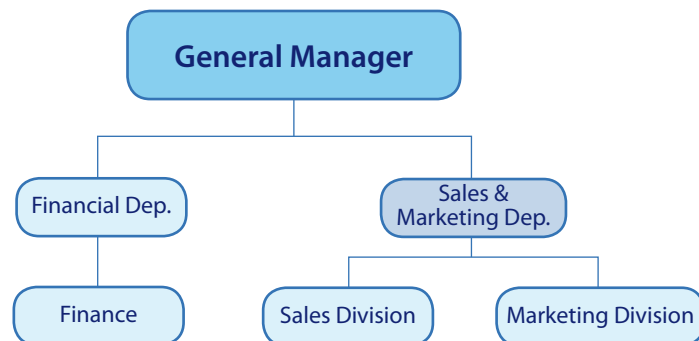 General Manager
Financial Dep.
Sales &
Marketing Dep.
Finance
Sales Division
Marketing Division